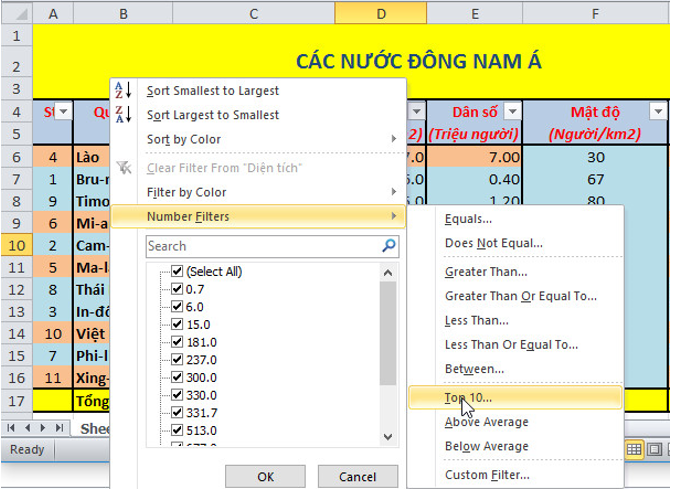 A B C D E F
1
2 CÁC NƯỚC ĐÔNG NAM Á
3
4 Dân số Mật độ
5 2) (Triệu người) (Người/km2)
6 4 Lào 7.0 7.00 30
7 1 Bru- 0.40 67
8 9 Timo 1.20 80
9 6 Mi-a
10 2 Cam-
11 5 Ma-l
12 8 Thái
13 3 In-đô
14 10 Việt
15 7 Phi-l
16 11 Xing-
17 Tổng
Sort Smallest to Largest
Sort Largest to Smallest
Sort by Color
Clear Filter From "Diện tích"
Filter by Color
Number Filters
Search
(Select All)
0.7
6.0
15.0
181.0
237.0
300.0
330.0
331.7
513.0
OK Cancel
Equals...
Does Not Equal...
Greater Than...
Greater Than Or Equal To...
Less Than...
Less Than Or Equal To...
Between...
Top 10...
Above Average
Below Average
Custom Filter...
Shee
Ready